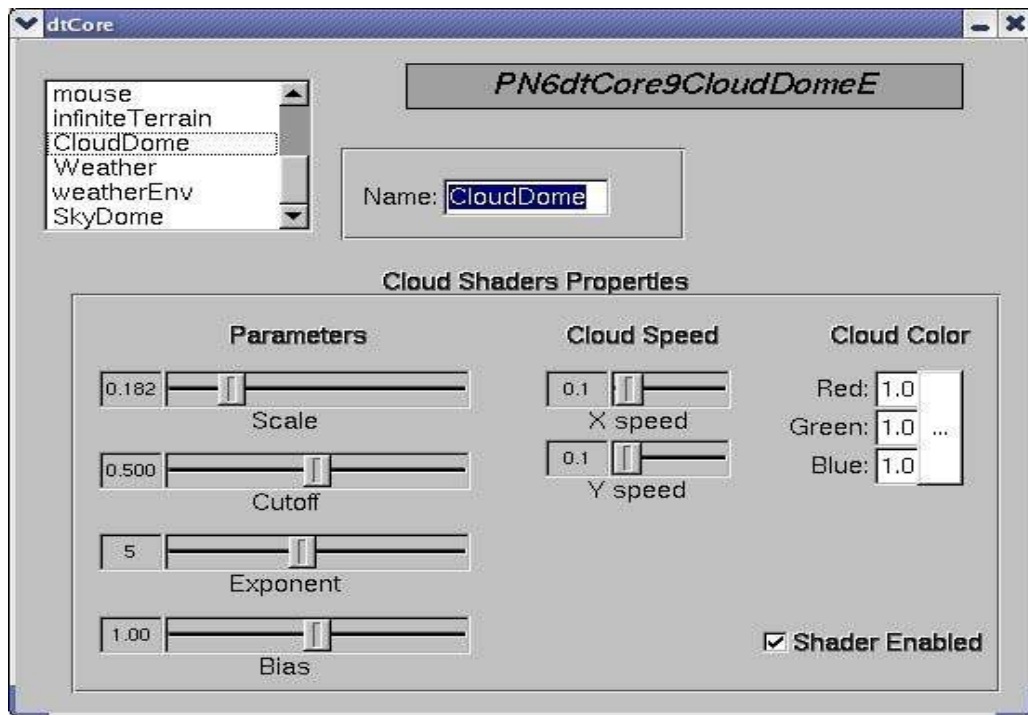 dtCore
mouse
infiniteTerrain
CloudDome
Weather
weatherEnv
SkyDome
PN6dtCore9CloudDomeE
Name: CloudDome
Cloud Shaders Properties
Parameters
0.182
Scale
0.500
Cutoff
5
Exponent
1.00
Bias
Cloud Speed
0.1
X speed
0.1
Y speed
Cloud Color
Red: 1.0
Green: 1.0 ...
Blue: 1.0
Shader Enabled